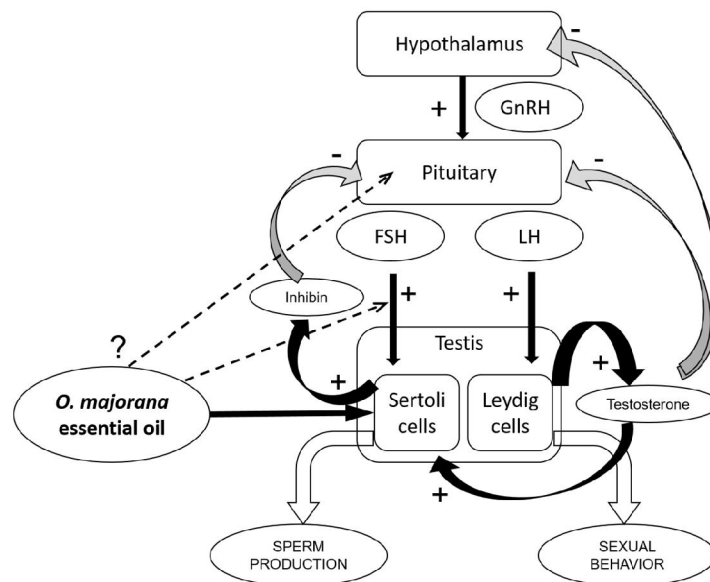 Hypothalamus
-
+
GnRH
-
-
Pituitary
FSH
LH
Inhibin
+
+
?
Testis
+
+
O. majorana
essential oil
Sertoli
cells
Leydig
cells
Testosterone
+
SPERM
PRODUCTION
SEXUAL
BEHAVIOR